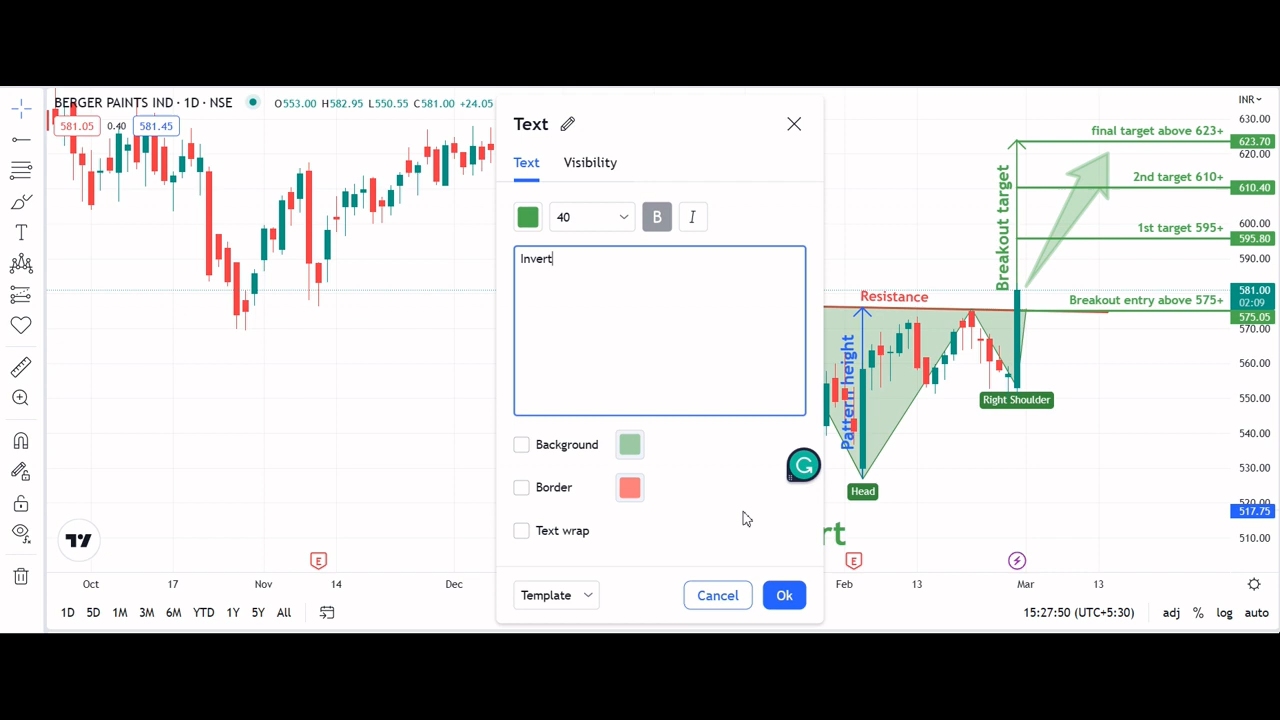 BERGER PAINTS IND · 1D · NSE
O553.00 H582.95 L550.55 C581.00 +24.05
581.05 0.40 581.45
Text
Text Visibility
40
B I
Invert
Background
Border
Text wrap
Template
Cancel Ok
Resistance
Pattern height
Breakout target
Head
Right Shoulder
rt
final target above 623+
2nd target 610+
1st target 595+
Breakout entry above 575+
INR
630.00
623.70
620.00
610.40
600.00
595.80
581.00
02:09
575.05
570.00
560.00
550.00
540.00
530.00
520.00
517.75
510.00
E
E
Oct 17 Nov 14 Dec Feb 13 Mar 13
1D 5D 1M 3M 6M YTD 1Y 5Y All
15:27:50 (UTC+5:30) adj % log auto